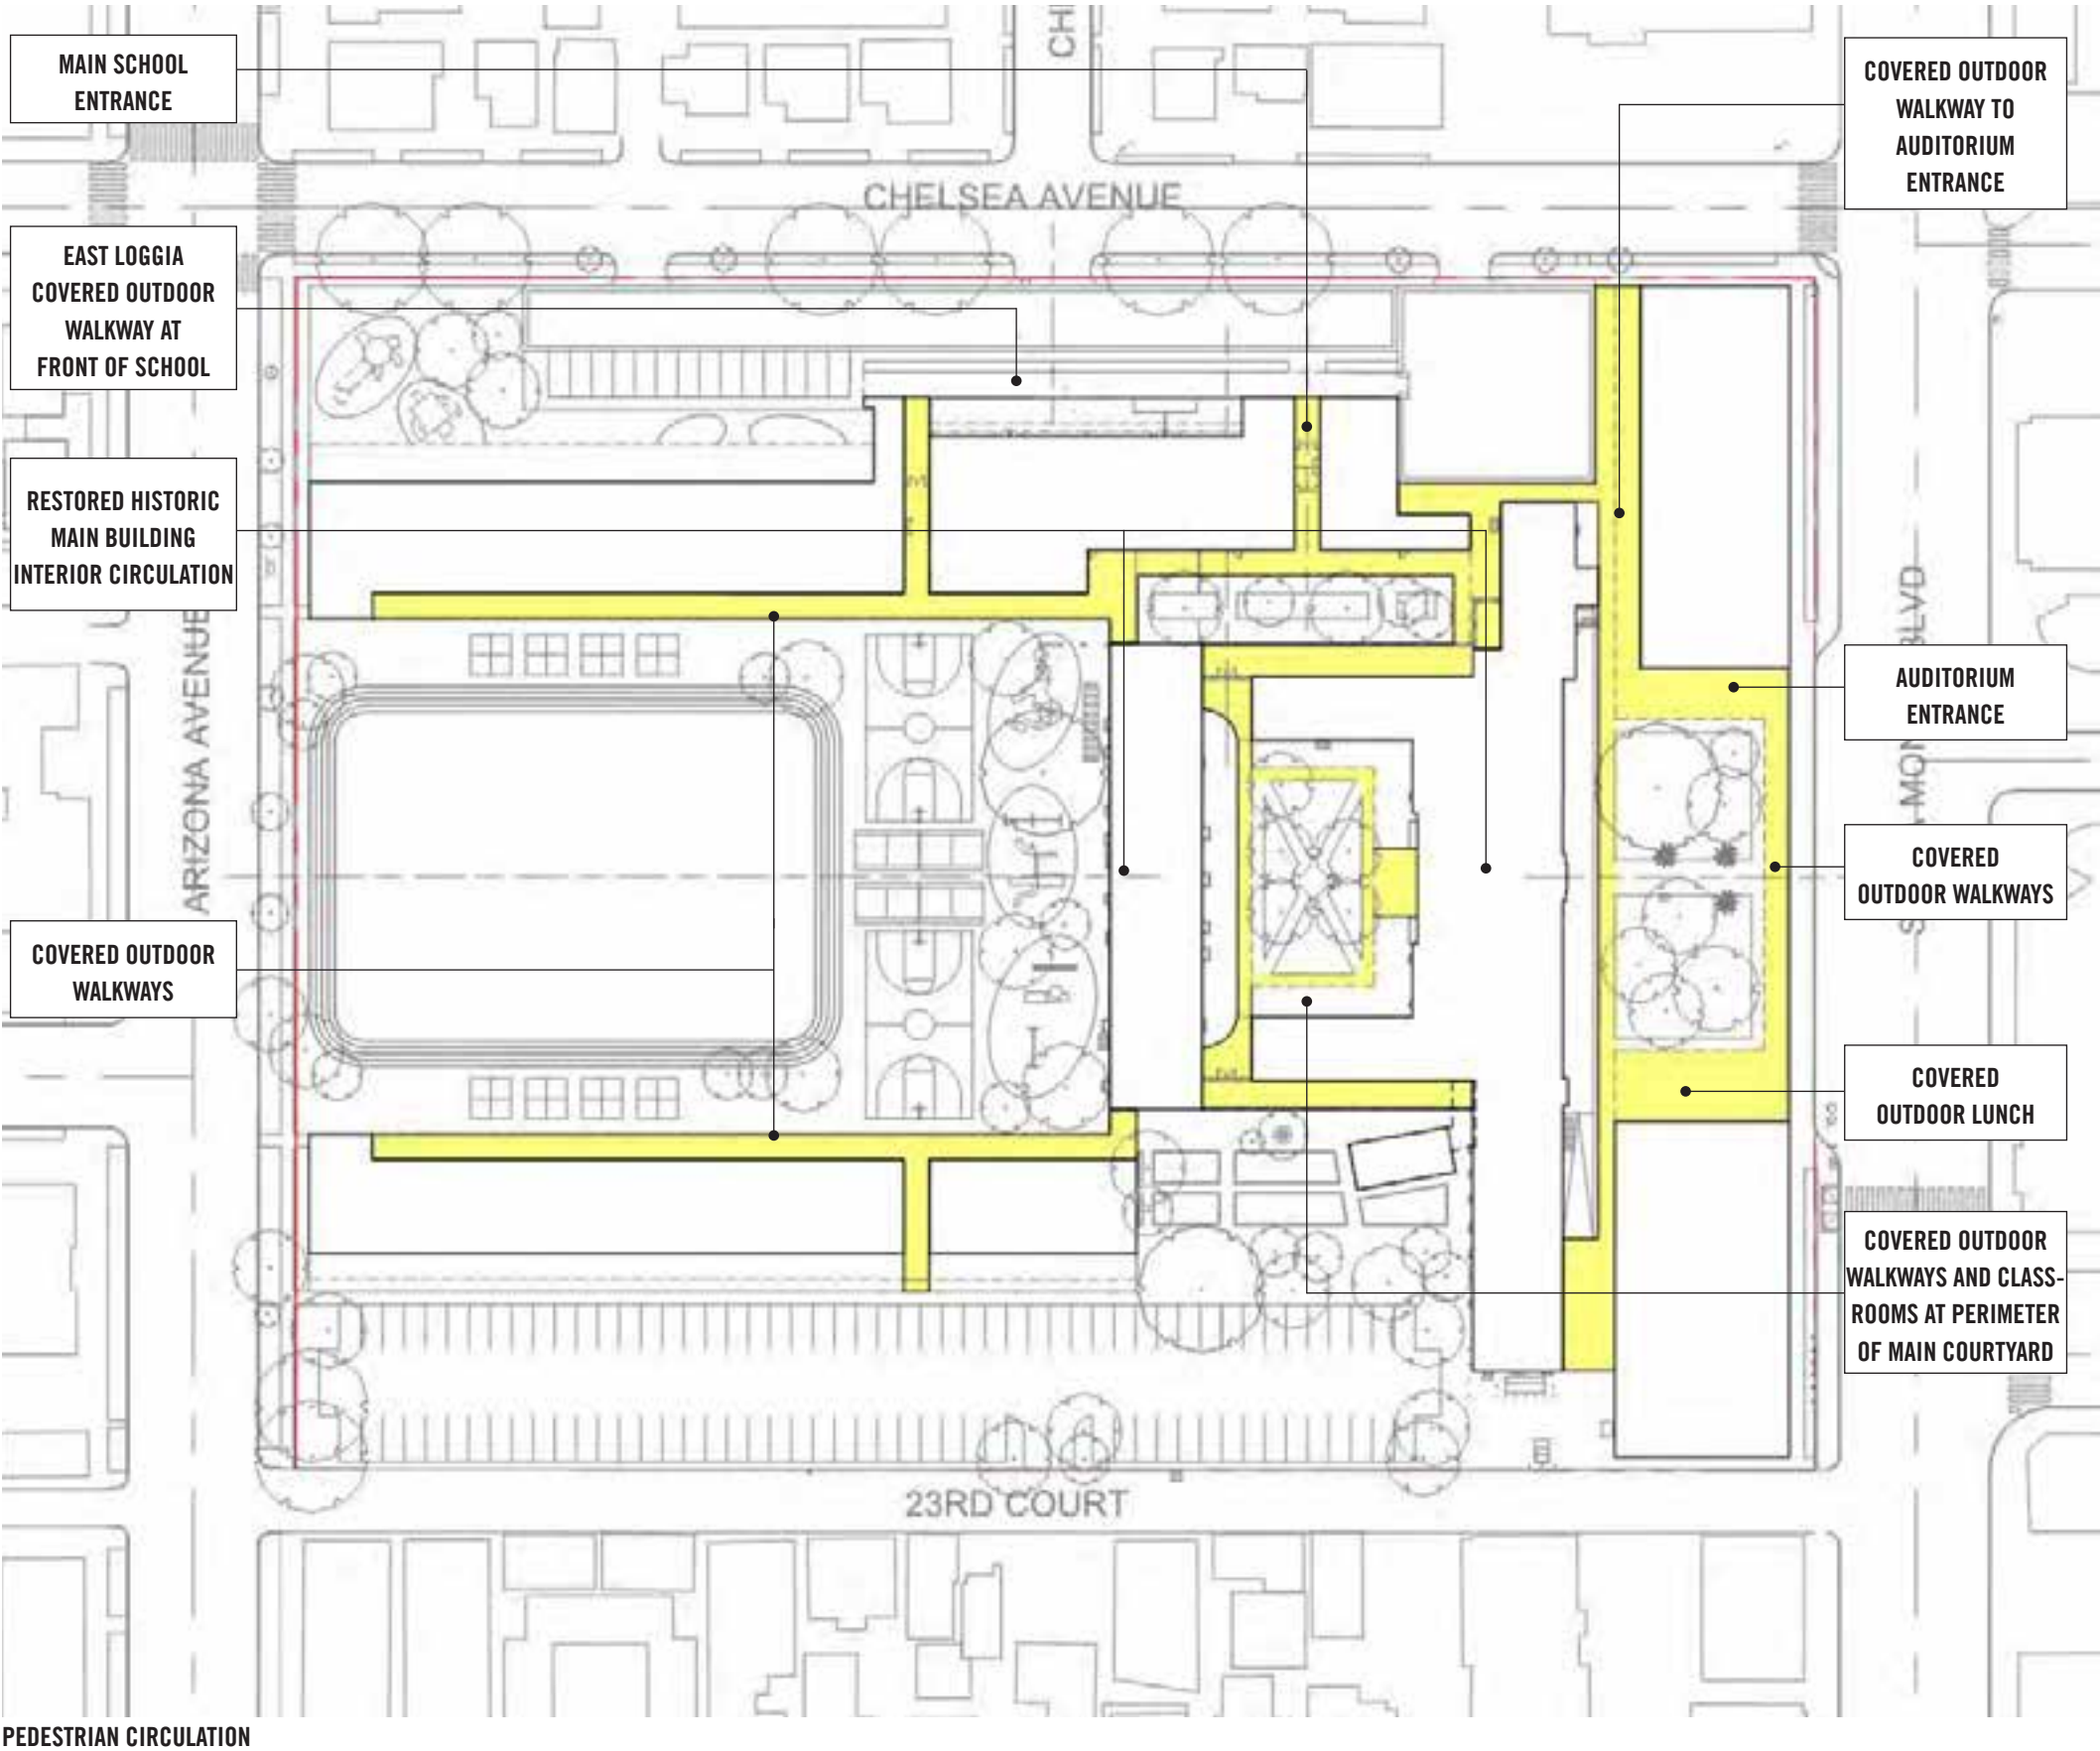 MAIN SCHOOL
ENTRANCE
EAST LOGGIA
COVERED OUTDOOR
WALKWAY AT
FRONT OF SCHOOL
RESTORED HISTORIC
MAIN BUILDING
INTERIOR CIRCULATION
COVERED OUTDOOR
WALKWAYS
CHELSEA AVENUE
ARIZONA AVENUE
23RD COURT
COVERED OUTDOOR
WALKWAY TO
AUDITORIUM
ENTRANCE
BLVD
AUDITORIUM
ENTRANCE
COVERED
OUTDOOR WALKWAYS
COVERED
OUTDOOR LUNCH
COVERED OUTDOOR
WALKWAYS AND CLASS-
ROOMS AT PERIMETER
OF MAIN COURTYARD
PEDESTRIAN CIRCULATION